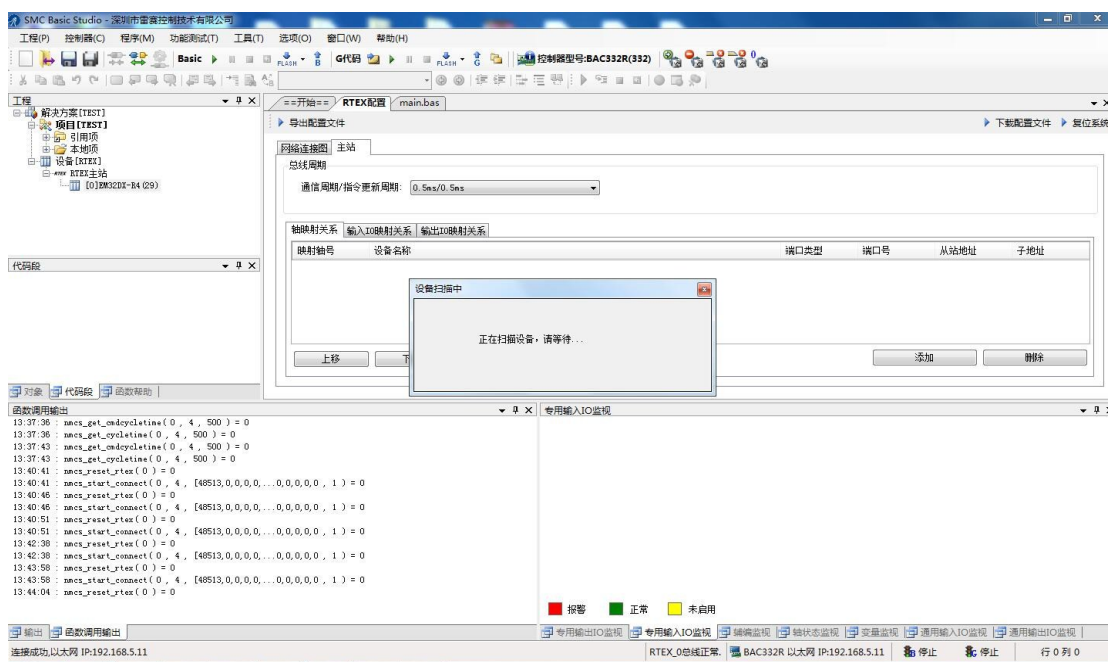 SMC Basic Studio - 深圳市雷赛控制技术有限公司
工程(P) 控制器(C) 程序(M) 功能测试(T) 工具(T) 选项(O) 窗口(W) 帮助(H)
Basic FLASH B G代码 FLASH G 控制器型号:BAC332R(332)
工程
解决方案[TEST]
项目[TEST]
引用项
本地项
设备[RTEX]
RTEX主站
[0]EM32DX-R4(29)
代码段
对象 代码段 函数帮助
==开始== RTEX配置 main.bas
导出配置文件 下载配置文件 复位系统
网络连接图 主站
总线周期
通信周期/指令更新周期: 0.5ms/0.5ms
轴映射关系 输入IO映射关系 输出IO映射关系
映射轴号 设备名称 端口类型 端口号 从站地址 子地址
设备扫描中
正在扫描设备，请等待...
上移 下 添加 删除
函数调用输出
13:37:36 : nmcs_get_cmdcycletime( 0 , 4 , 500 ) = 0
13:37:36 : nmcs_get_cycletime( 0 , 4 , 500 ) = 0
13:37:43 : nmcs_get_cmdcycletime( 0 , 4 , 500 ) = 0
13:37:43 : nmcs_get_cycletime( 0 , 4 , 500 ) = 0
13:40:41 : nmcs_reset_rtex( 0 ) = 0
13:40:41 : nmcs_start_connect( 0 , 4 , [48513,0,0,0,0,...0,0,0,0,0 , 1 ) = 0
13:40:46 : nmcs_reset_rtex( 0 ) = 0
13:40:46 : nmcs_start_connect( 0 , 4 , [48513,0,0,0,0,...0,0,0,0,0 , 1 ) = 0
13:40:51 : nmcs_reset_rtex( 0 ) = 0
13:40:51 : nmcs_start_connect( 0 , 4 , [48513,0,0,0,0,...0,0,0,0,0 , 1 ) = 0
13:42:38 : nmcs_reset_rtex( 0 ) = 0
13:42:38 : nmcs_start_connect( 0 , 4 , [48513,0,0,0,0,...0,0,0,0,0 , 1 ) = 0
13:43:58 : nmcs_reset_rtex( 0 ) = 0
13:43:58 : nmcs_start_connect( 0 , 4 , [48513,0,0,0,0,...0,0,0,0,0 , 1 ) = 0
13:44:04 : nmcs_reset_rtex( 0 ) = 0
输出 函数调用输出
专用输入IO监视
报警 正常 未启用
专用输出IO监视 专用输入IO监视 辅编监视 轴状态监视 变量监视 通用输入IO监视 通用输出IO监视
连接成功,以太网 IP:192.168.5.11 RTEX_0总线正常. BAC332R 以太网 IP:192.168.5.11 停止 停止 行 0 列 0